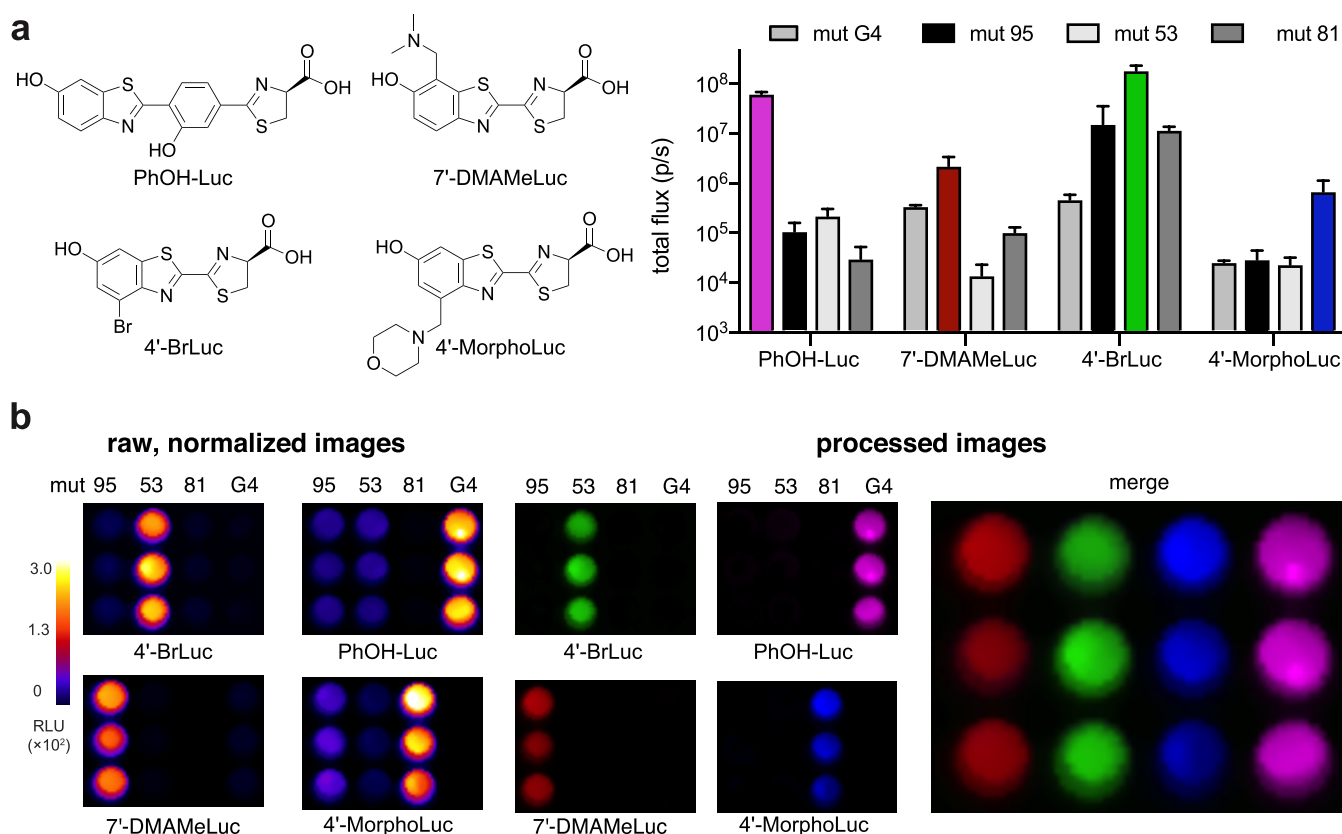 a
mut G4 mut 95 mut 53 mut 81
HO S N HO N S O OH
PhOH-Luc
N HO S N N S O OH
7'-DMAMeLuc
HO S N Br N S O OH
4'-BrLuc
HO S N N S O OH N O
4'-MorphoLuc
total flux (p/s)
10⁸
10⁷
10⁶
10⁵
10⁴
10³
PhOH-Luc 7'-DMAMeLuc 4'-BrLuc 4'-MorphoLuc
b
raw, normalized images
processed images
mut 95 53 81 G4 95 53 81 G4 95 53 81 G4 95 53 81 G4
merge
3.0
1.3
0
RLU
(×10²)
4'-BrLuc PhOH-Luc 4'-BrLuc PhOH-Luc
7'-DMAMeLuc 4'-MorphoLuc 7'-DMAMeLuc 4'-MorphoLuc